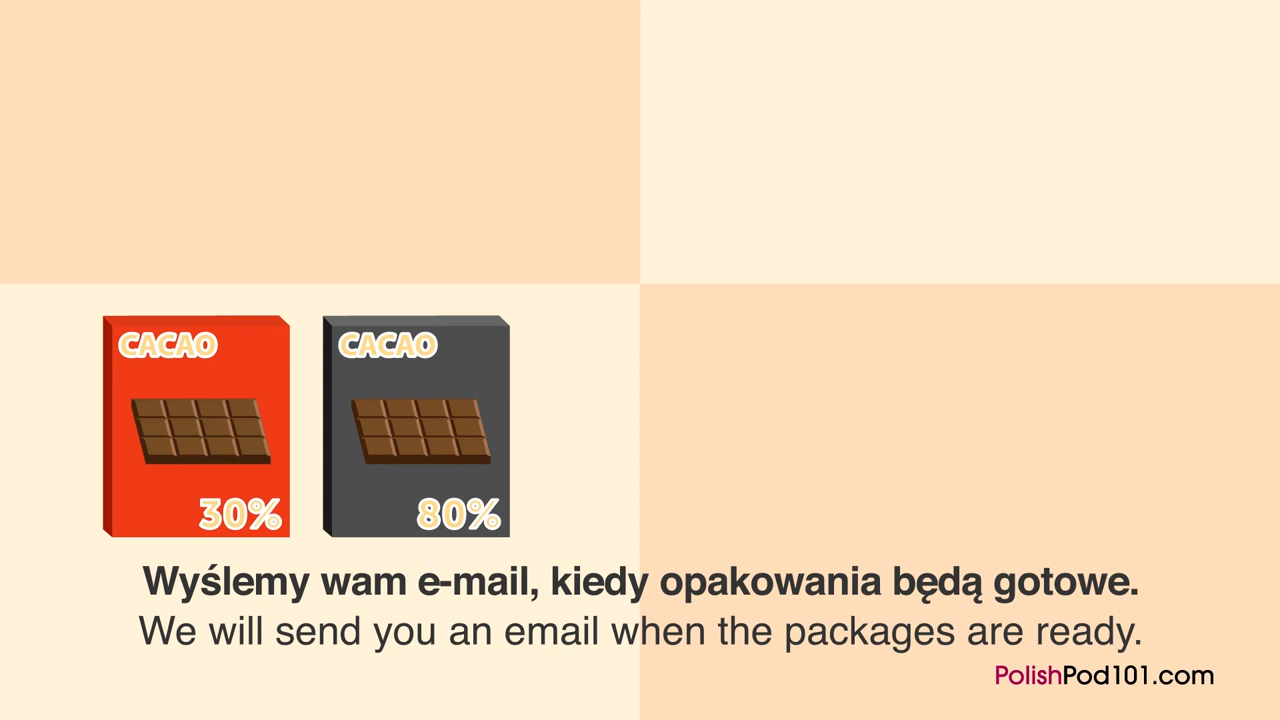 CACAO
30%
CACAO
80%
Wyślemy wam e-mail, kiedy opakowania będą gotowe.
We will send you an email when the packages are ready.
PolishPod101.com